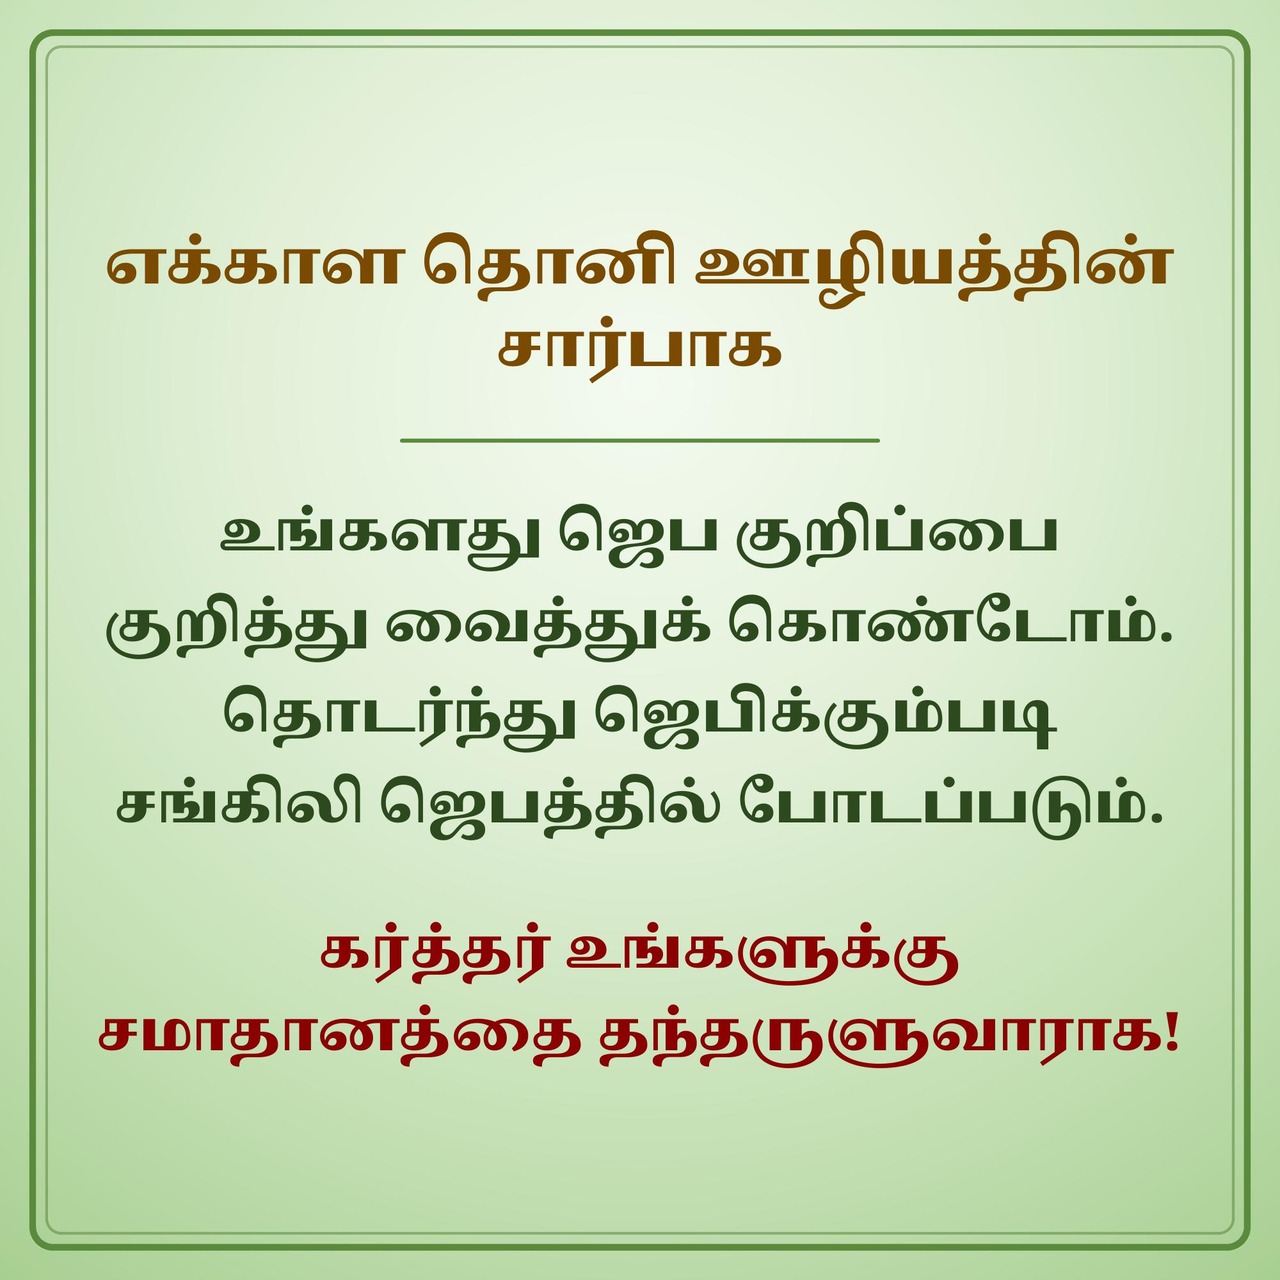 எக்காள தொனி ஊழியத்தின்
சார்பாக
உங்களது ஜெப குறிப்பை
குறித்து வைத்துக் கொண்டோம்.
தொடர்ந்து ஜெபிக்கும்படி
சங்கிலி ஜெபத்தில் போடப்படும்.
கர்த்தர் உங்களுக்கு
சமாதானத்தை தந்தருளுவாராக!